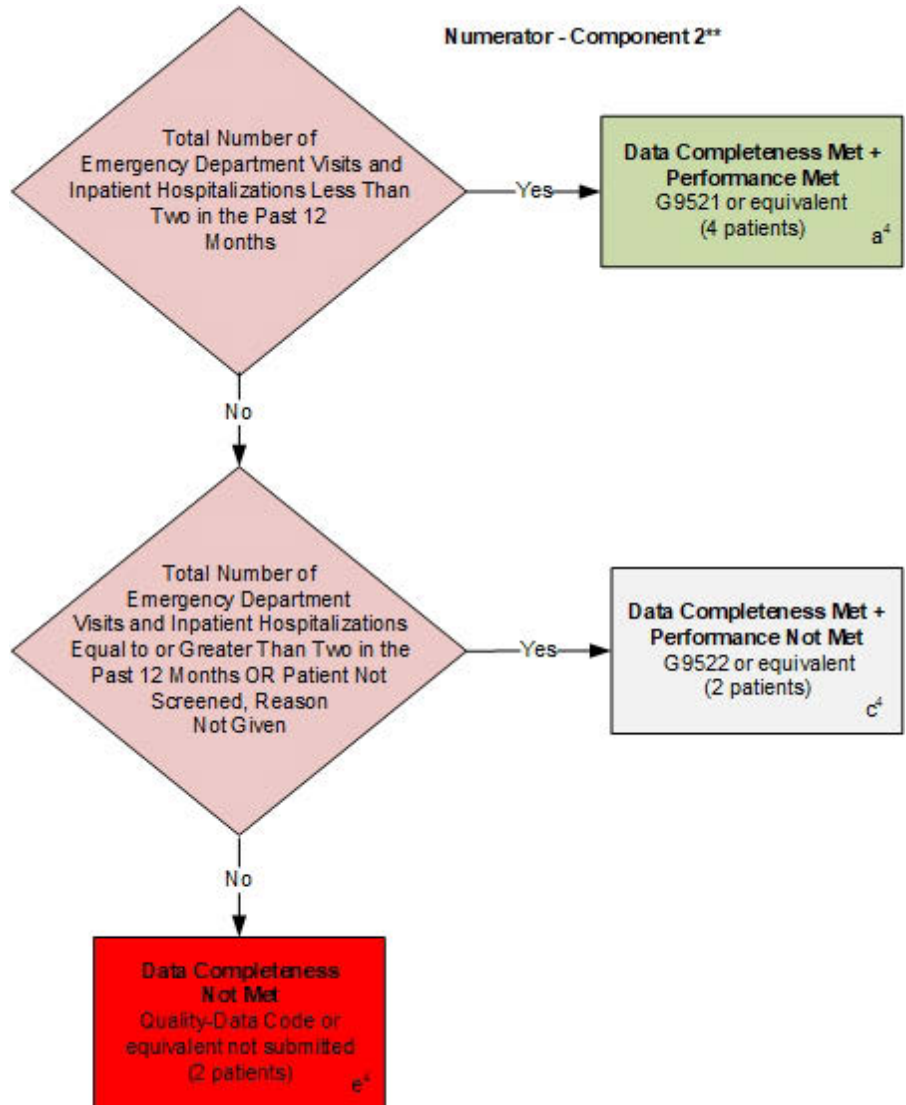 Numerator - Component 2**
Total Number of
Emergency Department Visits and
Inpatient Hospitalizations Less Than
Two in the Past 12
Months
Yes
Data Completeness Met +
Performance Met
G9521 or equivalent
(4 patients)
a⁴
No
Total Number of
Emergency Department
Visits and Inpatient Hospitalizations
Equal to or Greater Than Two in the
Past 12 Months OR Patient Not
Screened, Reason
Not Given
Yes
Data Completeness Met +
Performance Not Met
G9522 or equivalent
(2 patients)
c⁴
No
Data Completeness
Not Met
Quality-Data Code or
equivalent not submitted
(2 patients)
e⁴